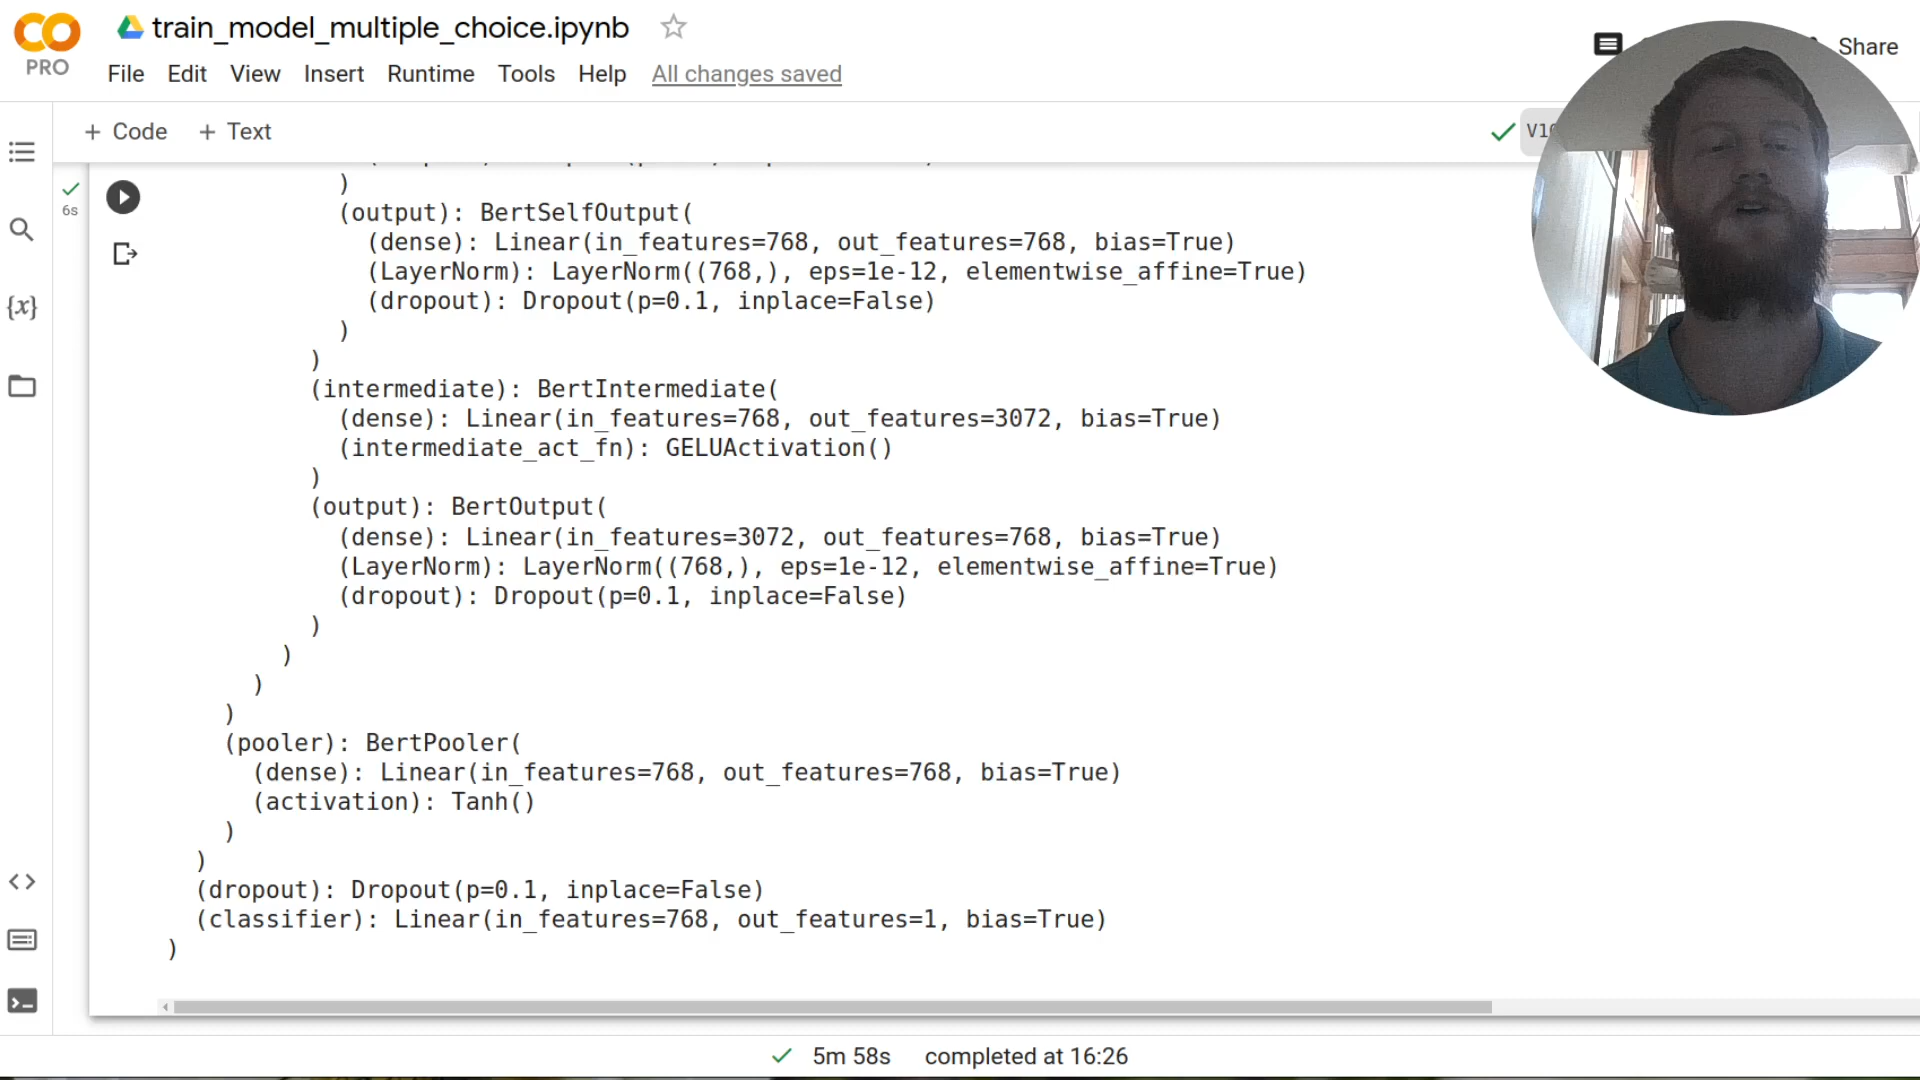 train_model_multiple_choice.ipynb
PRO
File Edit View Insert Runtime Tools Help All changes saved
Share
+ Code + Text
6s
)
(output): BertSelfOutput(
(dense): Linear(in_features=768, out_features=768, bias=True)
(LayerNorm): LayerNorm((768,), eps=1e-12, elementwise_affine=True)
(dropout): Dropout(p=0.1, inplace=False)
)
)
(intermediate): BertIntermediate(
(dense): Linear(in_features=768, out_features=3072, bias=True)
(intermediate_act_fn): GELUActivation()
)
(output): BertOutput(
(dense): Linear(in_features=3072, out_features=768, bias=True)
(LayerNorm): LayerNorm((768,), eps=1e-12, elementwise_affine=True)
(dropout): Dropout(p=0.1, inplace=False)
)
)
)
)
(pooler): BertPooler(
(dense): Linear(in_features=768, out_features=768, bias=True)
(activation): Tanh()
)
)
(dropout): Dropout(p=0.1, inplace=False)
(classifier): Linear(in_features=768, out_features=1, bias=True)
)
5m 58s completed at 16:26